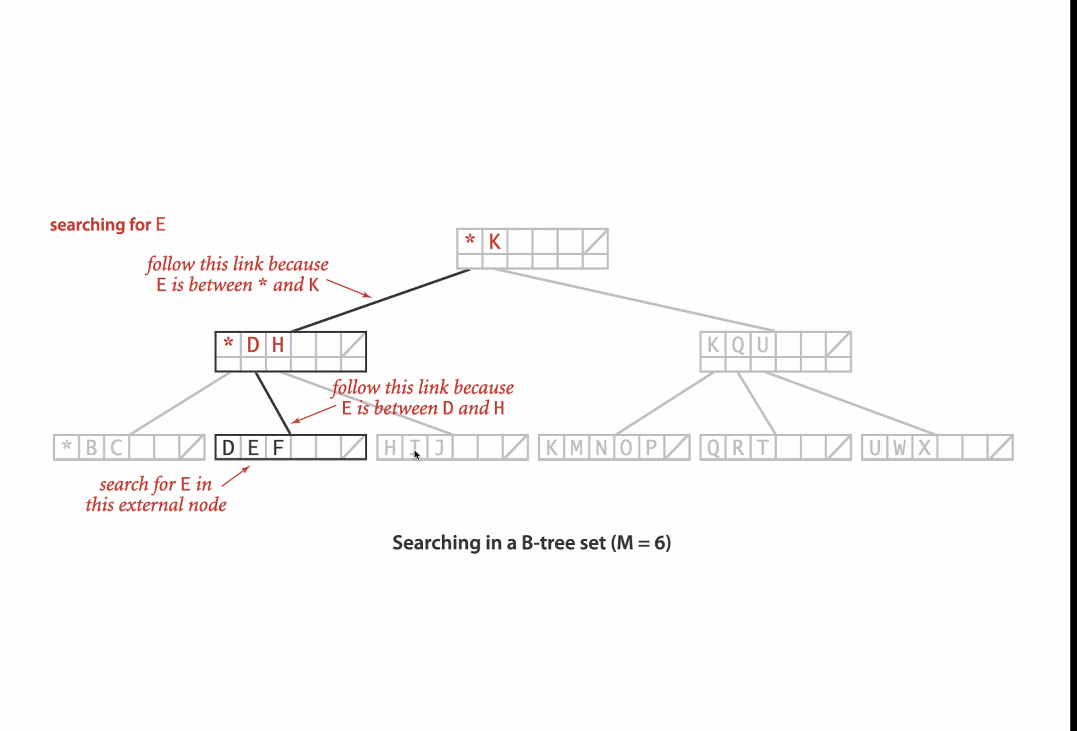 searching for E
* K
follow this link because
E is between * and K
* D H
K Q U
follow this link because
E is between D and H
* B C
D E F
H I J
K M N O P
Q R T
U W X
search for E in
this external node
Searching in a B-tree set (M = 6)